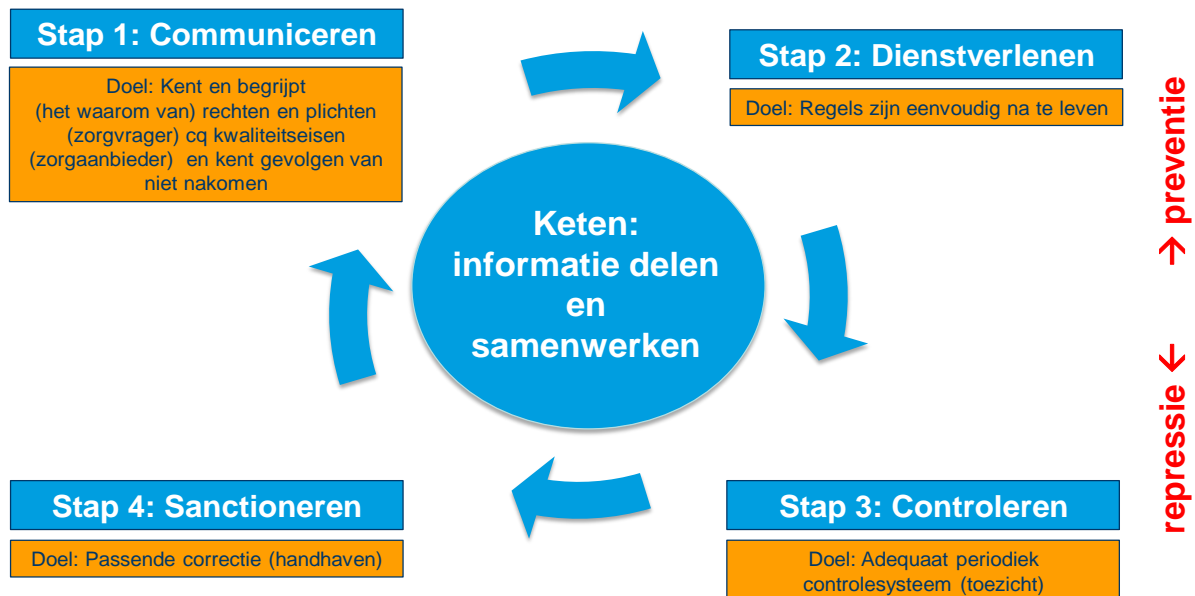 Stap 1: Communiceren
Doel: Kent en begrijpt
(het waarom van) rechten en plichten
(zorgvrager) cq kwaliteitseisen
(zorgaanbieder) en kent gevolgen van
niet nakomen
Stap 2: Dienstverlenen
Doel: Regels zijn eenvoudig na te leven
→ preventie
Keten:
informatie delen
en
samenwerken
repressie ←
Stap 4: Sanctioneren
Doel: Passende correctie (handhaven)
Stap 3: Controleren
Doel: Adequaat periodiek
controlesysteem (toezicht)